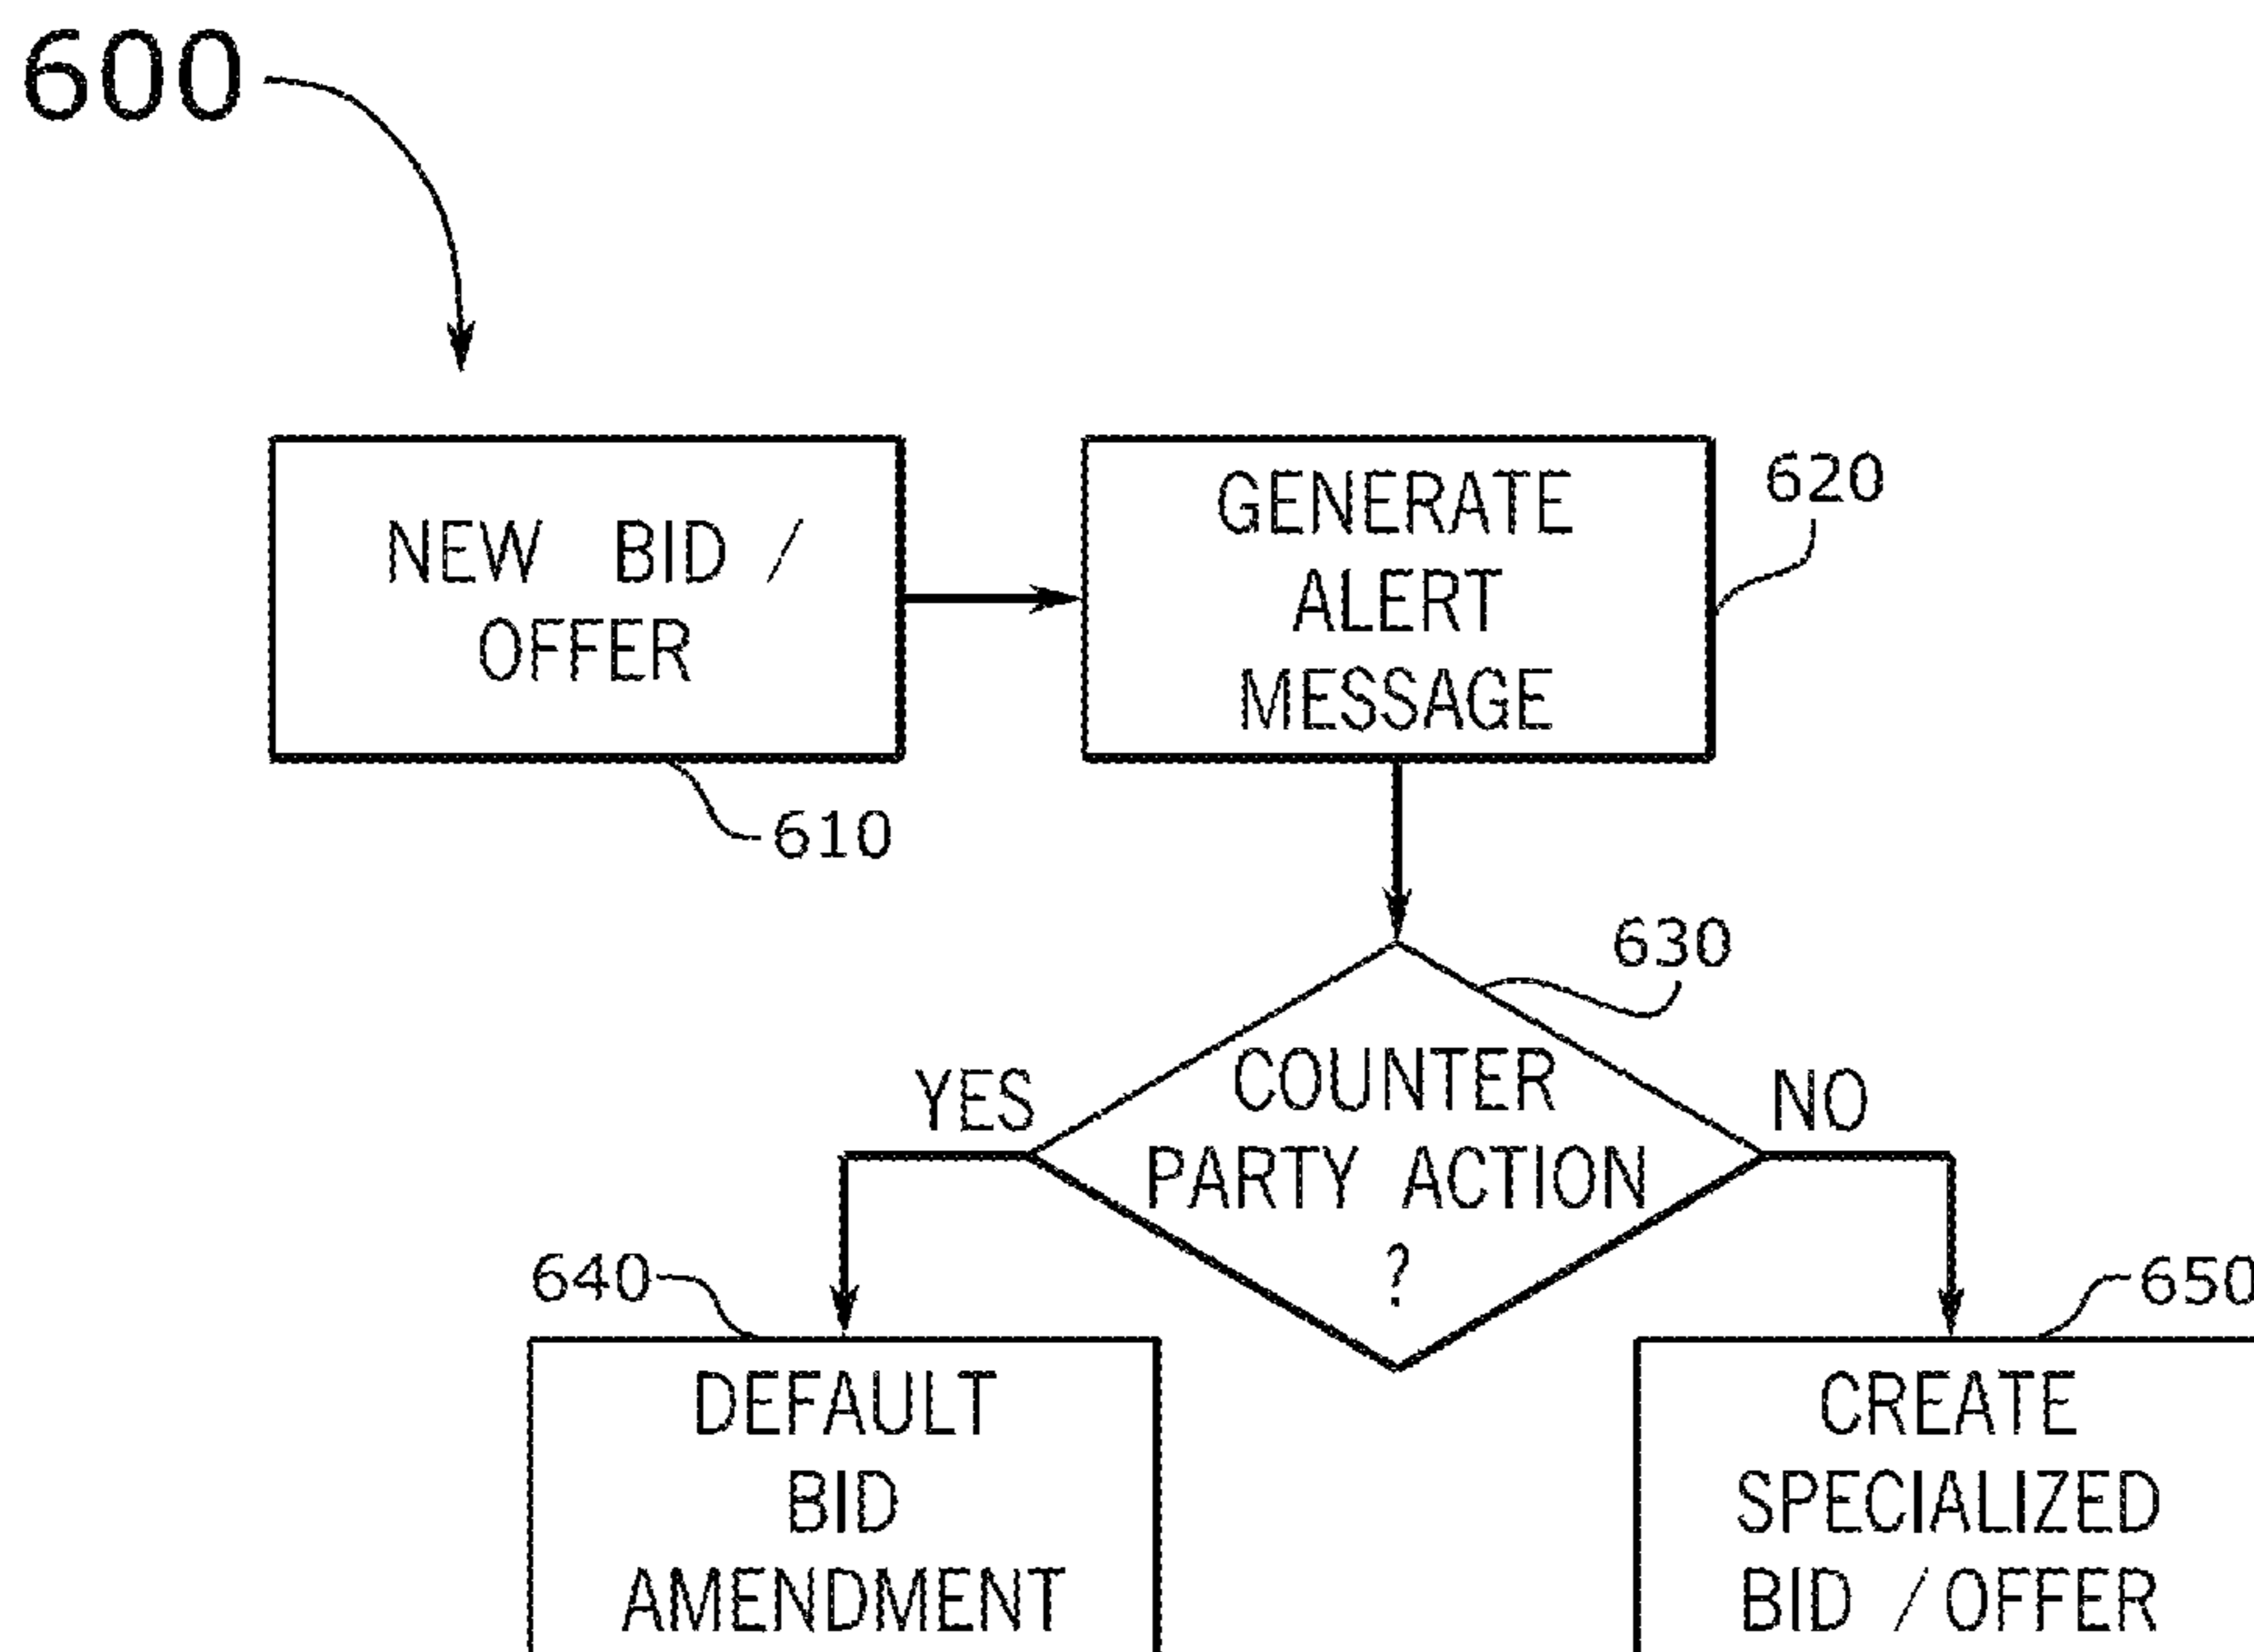 600
NEW BID /
OFFER
610
GENERATE
ALERT
MESSAGE
620
630
COUNTER
PARTY ACTION
?
YES
NO
640
DEFAULT
BID
AMENDMENT
650
CREATE
SPECIALIZED
BID / OFFER